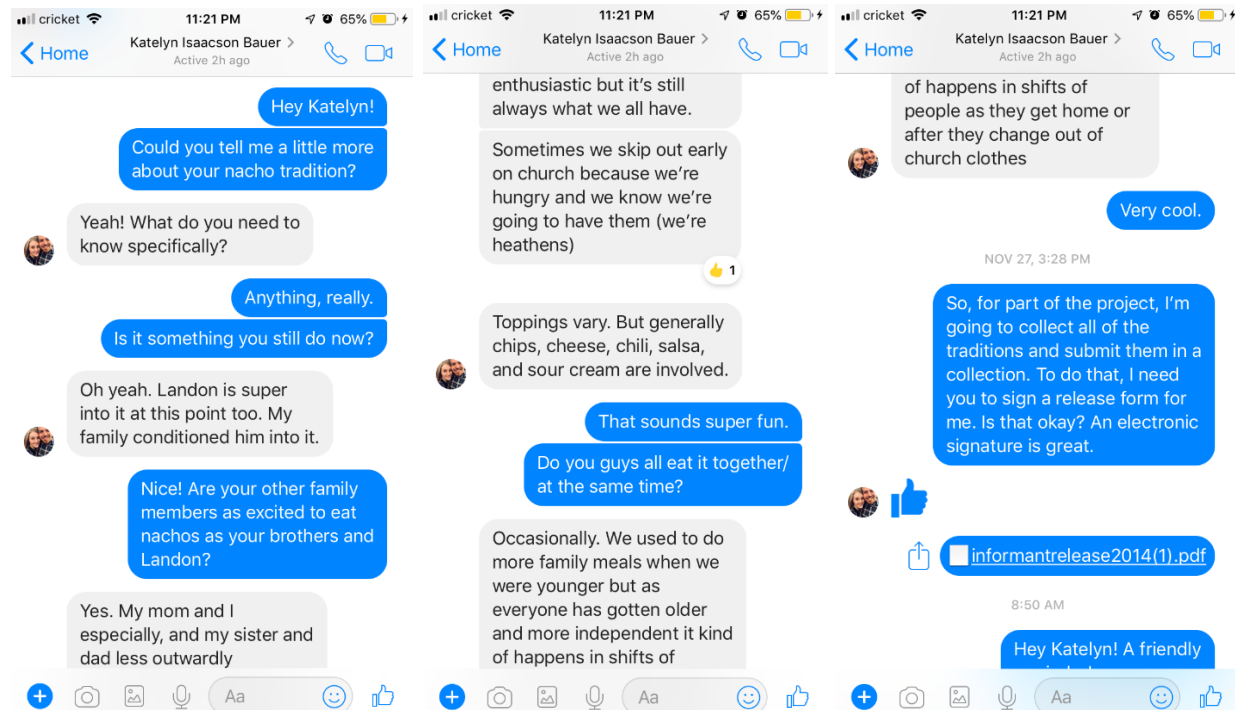 cricket 11:21 PM 65%
Home Katelyn Isaacson Bauer >
Active 2h ago
Hey Katelyn!
Could you tell me a little more
about your nacho tradition?
Yeah! What do you need to
know specifically?
Anything, really.
Is it something you still do now?
Oh yeah. Landon is super
into it at this point too. My
family conditioned him into it.
Nice! Are your other family
members as excited to eat
nachos as your brothers and
Landon?
Yes. My mom and I
especially, and my sister and
dad less outwardly
Aa
cricket 11:21 PM 65%
Home Katelyn Isaacson Bauer >
Active 2h ago
enthusiastic but it's still
always what we all have.
Sometimes we skip out early
on church because we're
hungry and we know we're
going to have them (we're
heathens)
1
Toppings vary. But generally
chips, cheese, chili, salsa,
and sour cream are involved.
That sounds super fun.
Do you guys all eat it together/
at the same time?
Occasionally. We used to do
more family meals when we
were younger but as
everyone has gotten older
and more independent it kind
of happens in shifts of
Aa
cricket 11:21 PM 65%
Home Katelyn Isaacson Bauer >
Active 2h ago
of happens in shifts of
people as they get home or
after they change out of
church clothes
Very cool.
NOV 27, 3:28 PM
So, for part of the project, I'm
going to collect all of the
traditions and submit them in a
collection. To do that, I need
you to sign a release form for
me. Is that okay? An electronic
signature is great.
informantrelease2014(1).pdf
8:50 AM
Hey Katelyn! A friendly
Aa